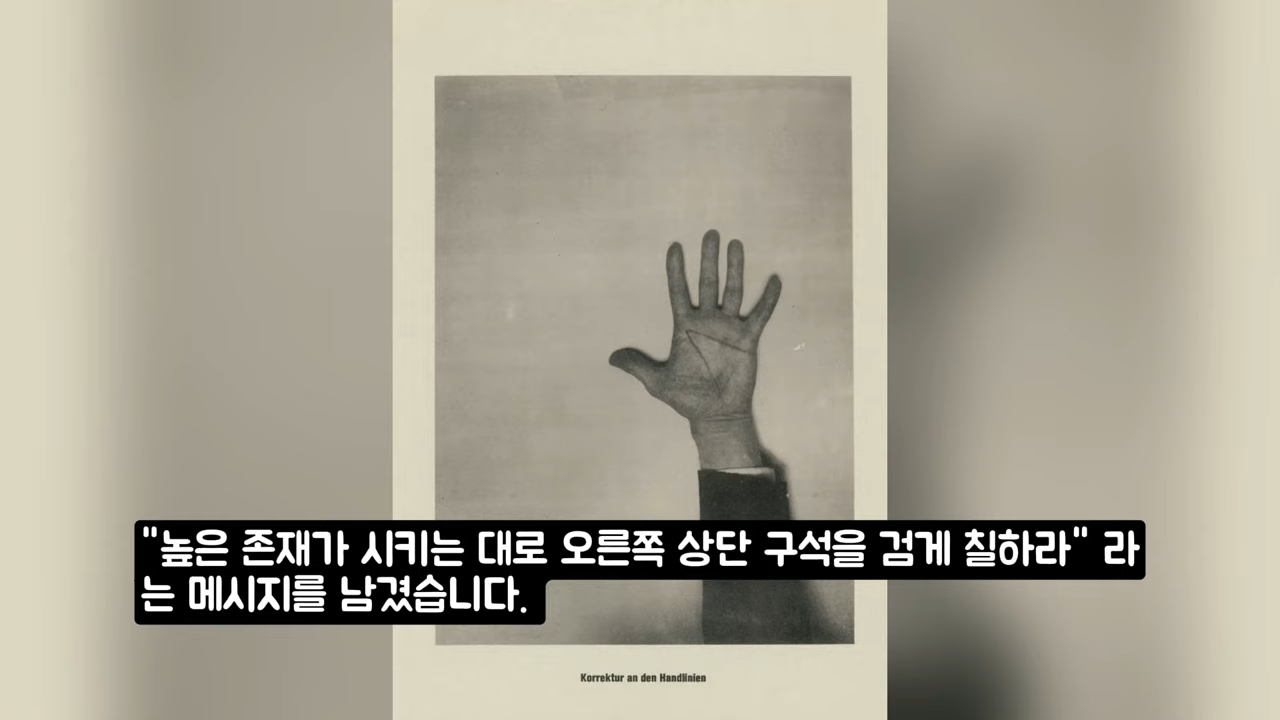 "높은 존재가 시키는 대로 오른쪽 상단 구석을 검게 칠하라" 라
는 메시지를 남겼습니다.
Korrektur an den Handlinien